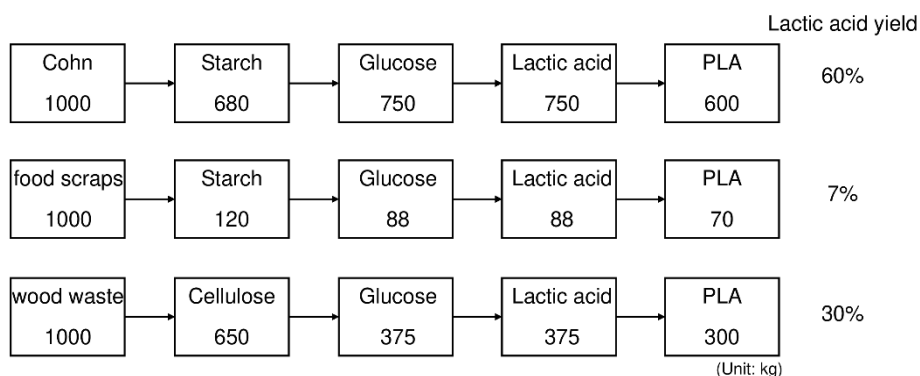 Lactic acid yield
Cohn Starch Glucose Lactic acid PLA
1000 680 750 750 600
60%
food scraps Starch Glucose Lactic acid PLA
1000 120 88 88 70
7%
wood waste Cellulose Glucose Lactic acid PLA
1000 650 375 375 300
30%
(Unit: kg)